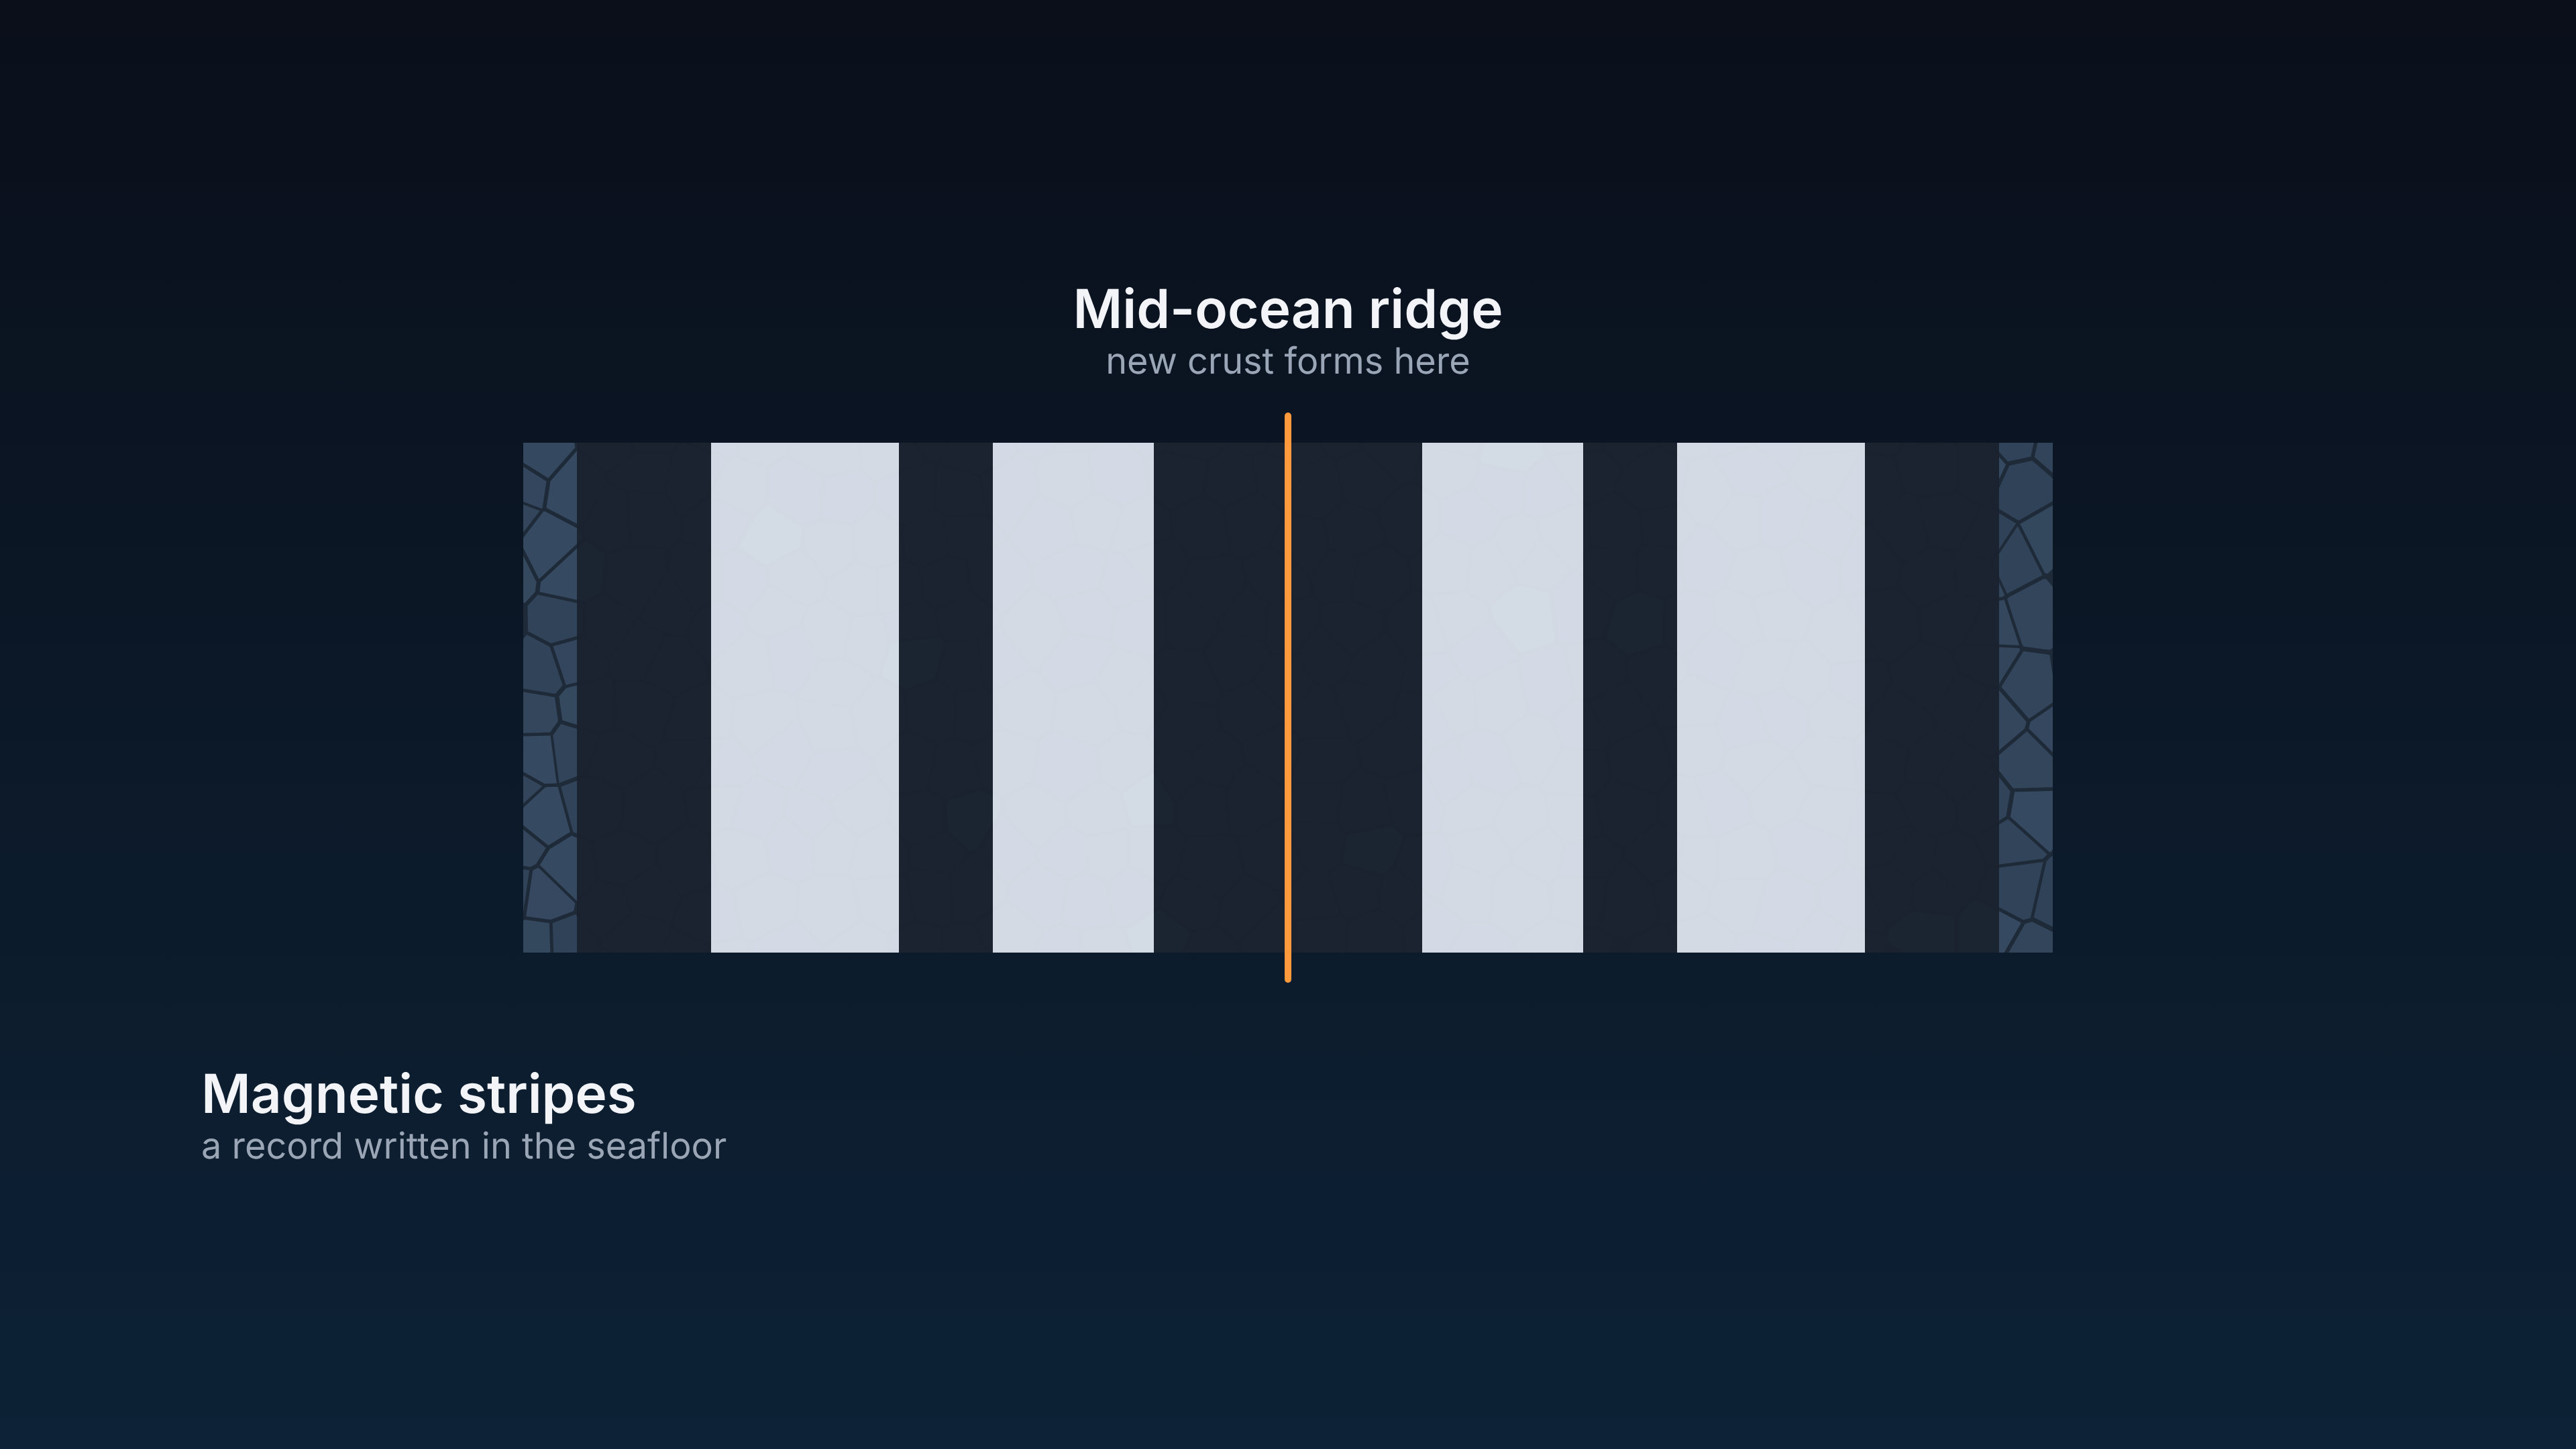 Mid-ocean ridge
new crust forms here
Magnetic stripes
a record written in the seafloor